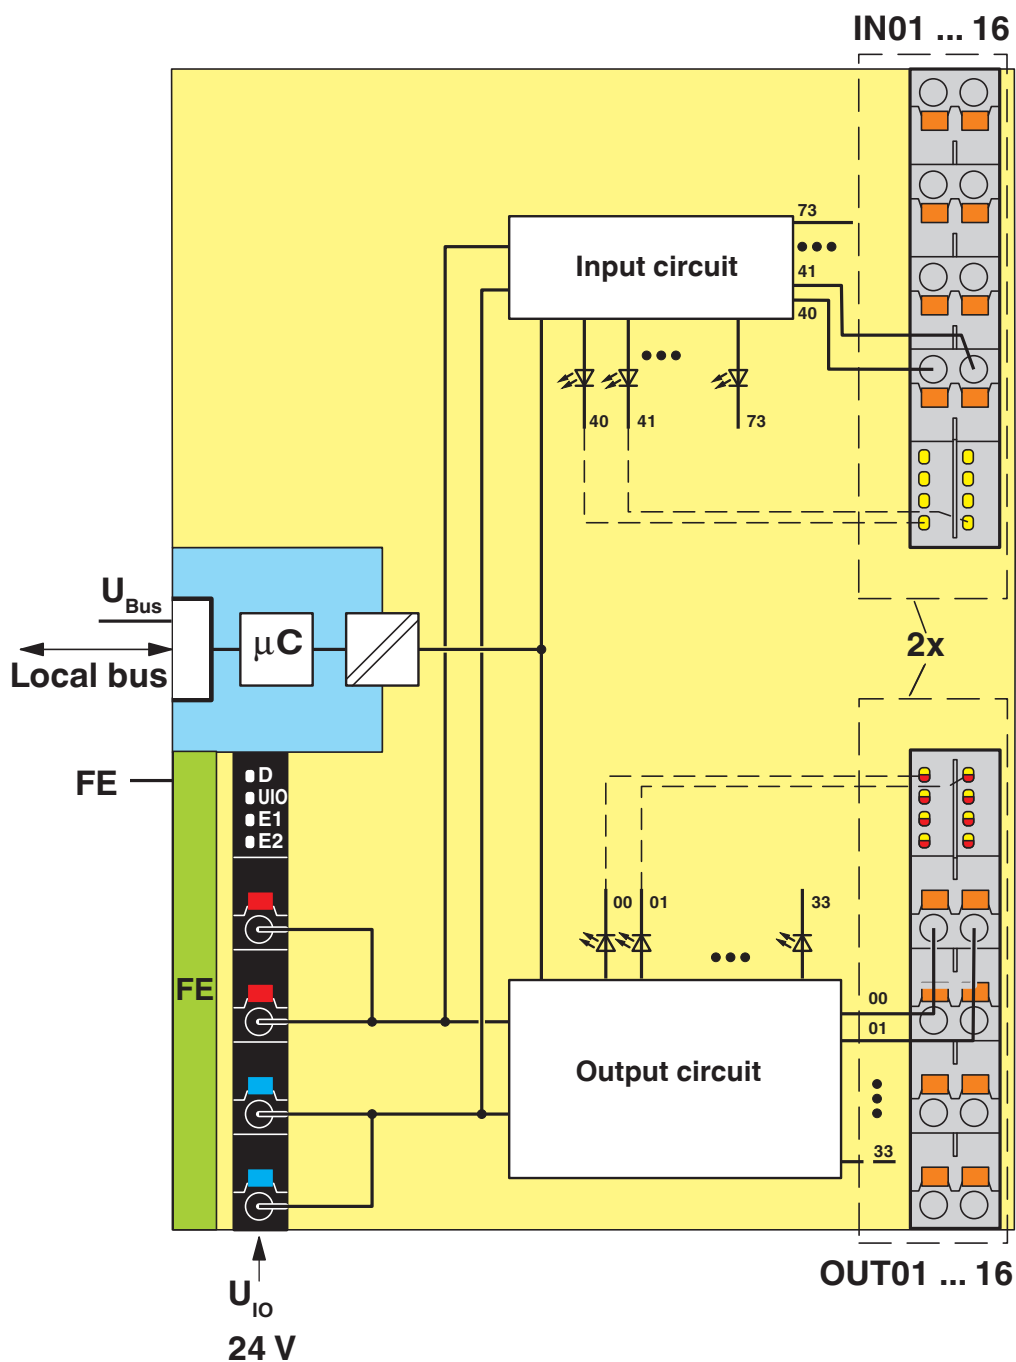 IN01 ... 16
73
Input circuit
41
40
40
41
73
U Bus
µC
2x
Local bus
FE
D
UIO
E1
E2
00
01
33
FE
00
01
Output circuit
33
OUT01 ... 16
U IO
24 V